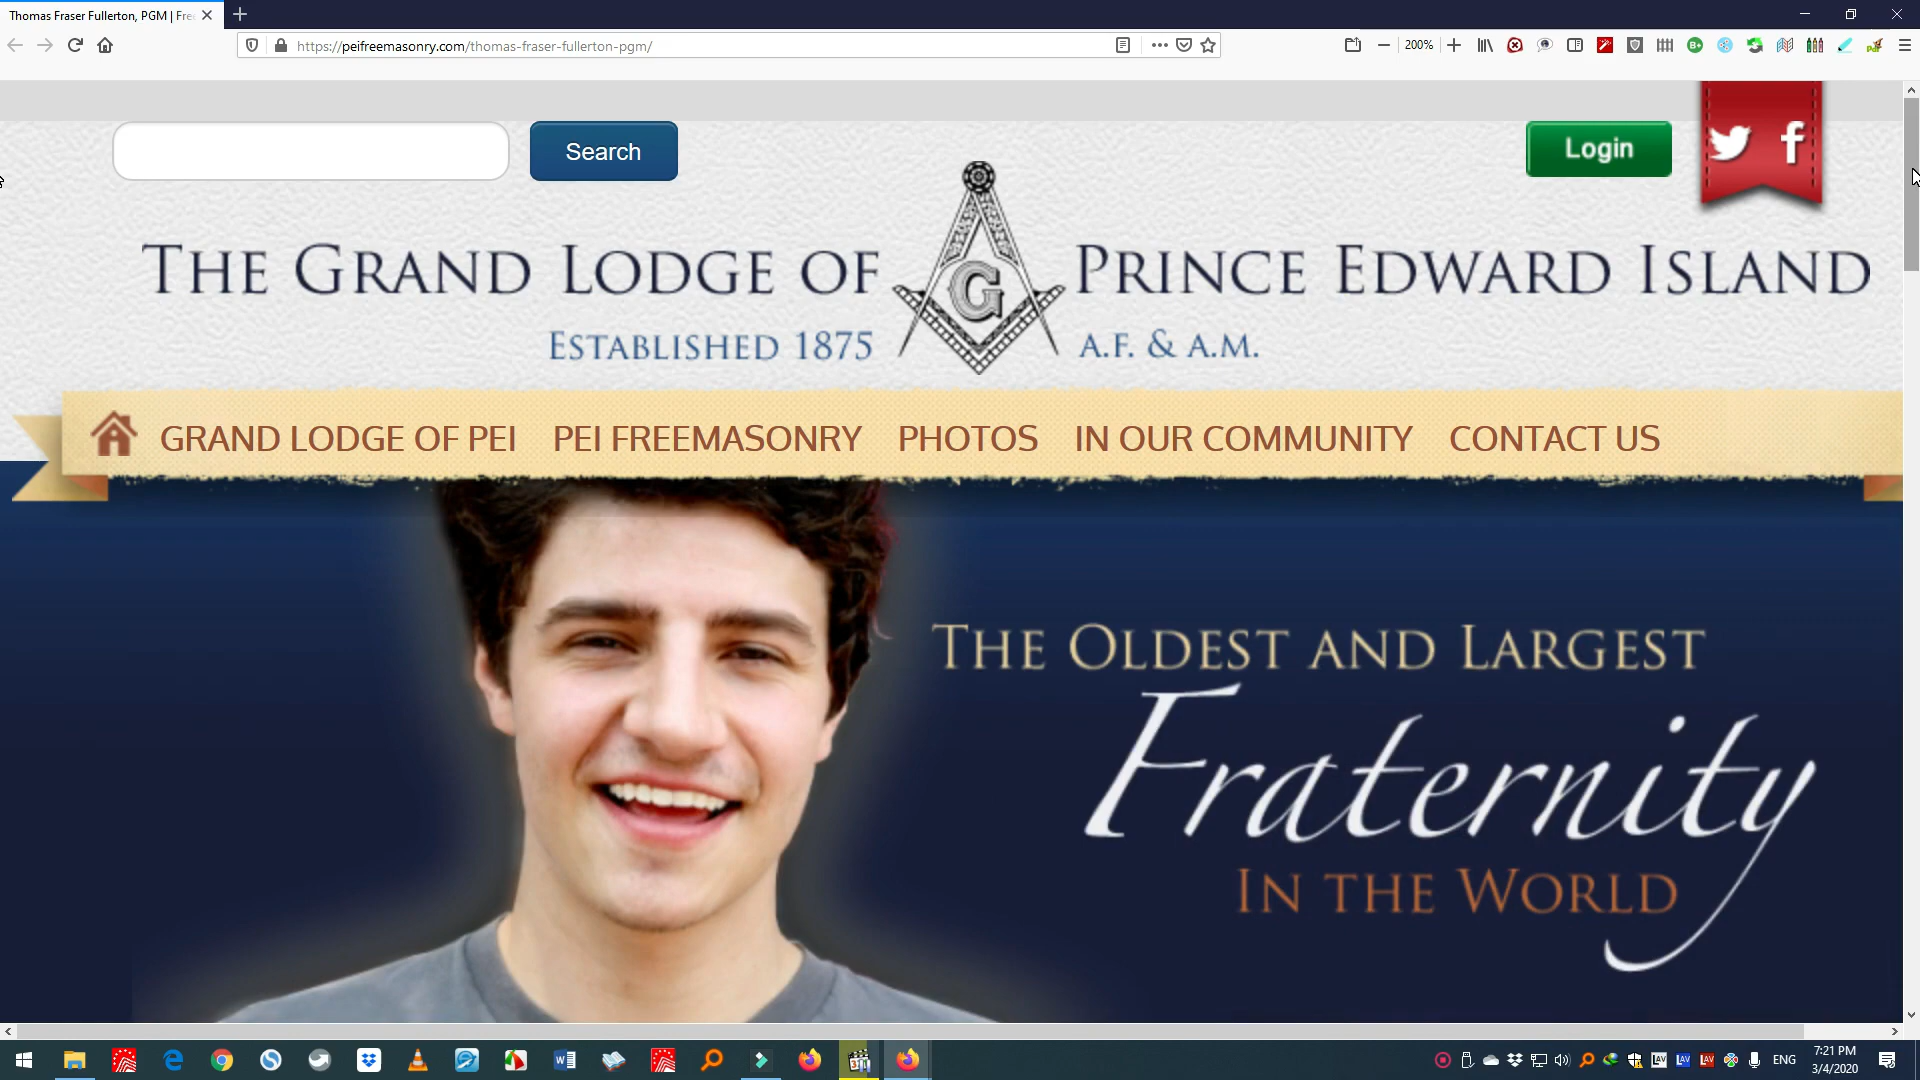 Thomas Fraser Fullerton, PGM | Fre
https://peifreemasonry.com/thomas-fraser-fullerton-pgm/
200%
Search
Login
THE GRAND LODGE OF PRINCE EDWARD ISLAND
G
ESTABLISHED 1875 A.F. & A.M.
GRAND LODGE OF PEI PEI FREEMASONRY PHOTOS IN OUR COMMUNITY CONTACT US
THE OLDEST AND LARGEST
Fraternity
IN THE WORLD
ENG
7:21 PM
3/4/2020